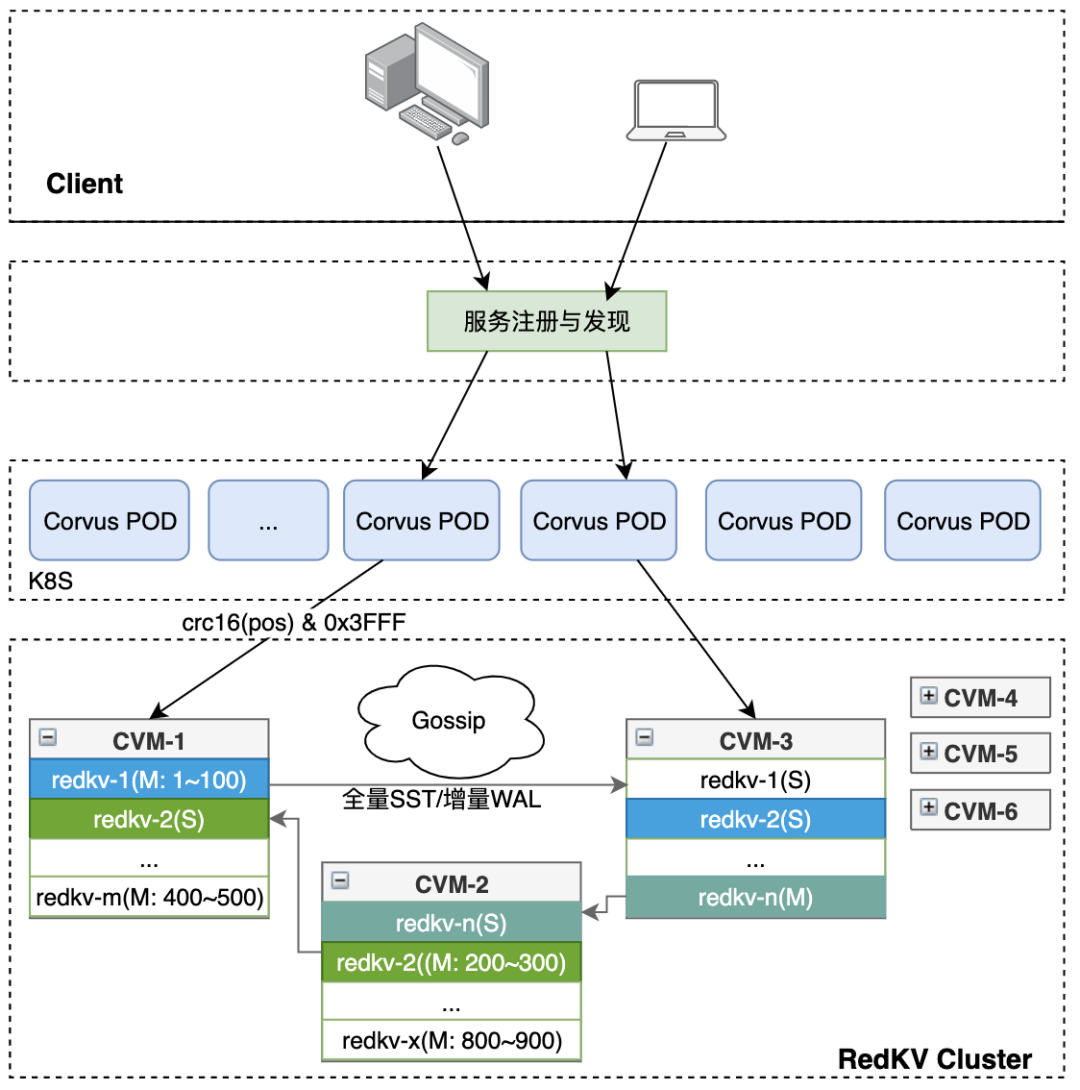 Client
服务注册与发现
Corvus POD
...
Corvus POD
Corvus POD
Corvus POD
Corvus POD
K8S
crc16(pos) & 0x3FFF
Gossip
CVM-1
redkv-1(M: 1~100)
redkv-2(S)
...
redkv-m(M: 400~500)
全量SST/增量WAL
CVM-2
redkv-n(S)
redkv-2((M: 200~300)
...
redkv-x(M: 800~900)
CVM-3
redkv-1(S)
redkv-2(S)
...
redkv-n(M)
CVM-4
CVM-5
CVM-6
RedKV Cluster